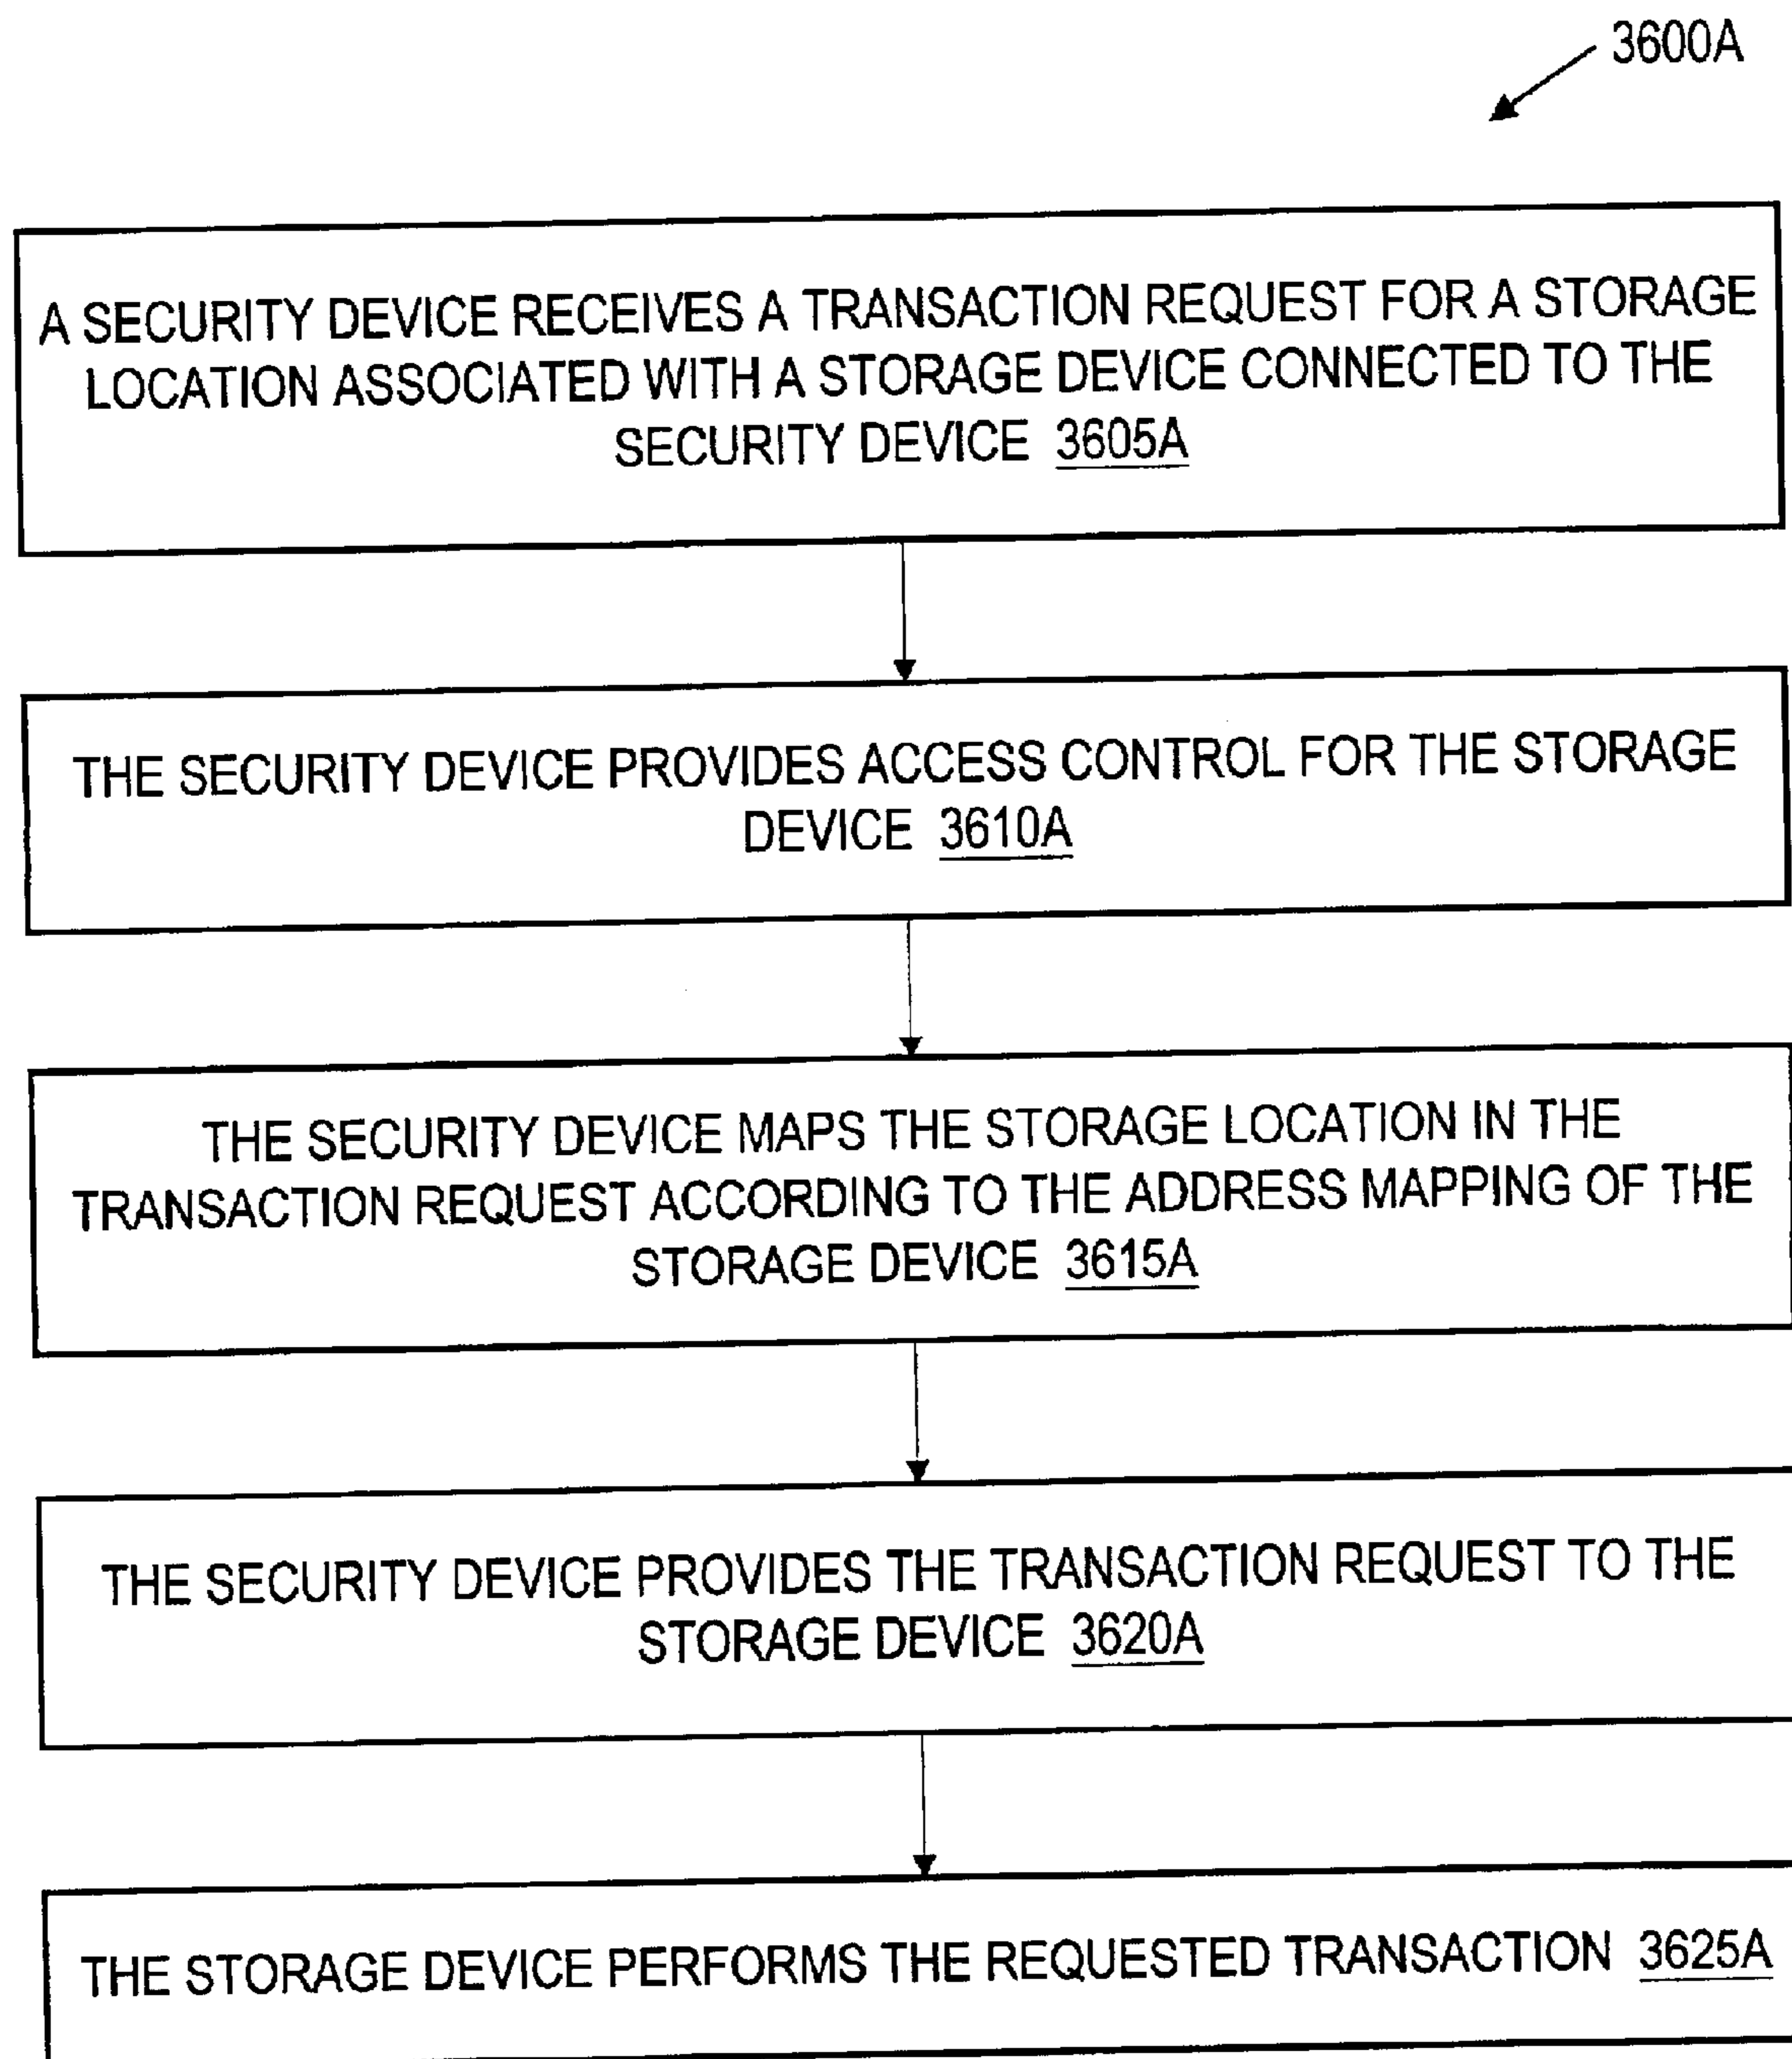 3600A
A SECURITY DEVICE RECEIVES A TRANSACTION REQUEST FOR A STORAGE
LOCATION ASSOCIATED WITH A STORAGE DEVICE CONNECTED TO THE
SECURITY DEVICE 3605A
THE SECURITY DEVICE PROVIDES ACCESS CONTROL FOR THE STORAGE
DEVICE 3610A
THE SECURITY DEVICE MAPS THE STORAGE LOCATION IN THE
TRANSACTION REQUEST ACCORDING TO THE ADDRESS MAPPING OF THE
STORAGE DEVICE 3615A
THE SECURITY DEVICE PROVIDES THE TRANSACTION REQUEST TO THE
STORAGE DEVICE 3620A
THE STORAGE DEVICE PERFORMS THE REQUESTED TRANSACTION 3625A